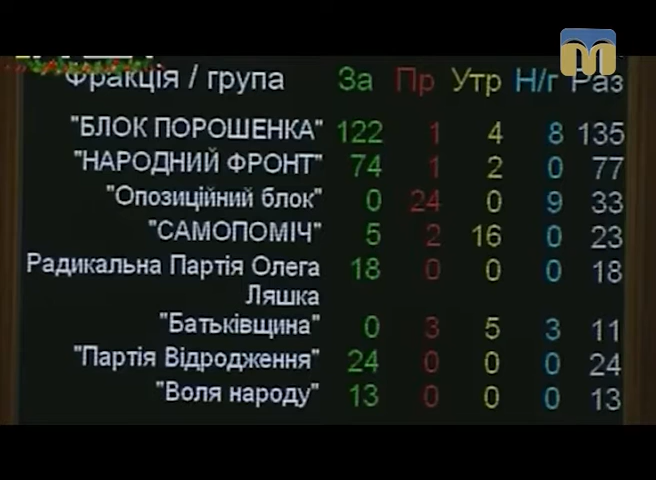 Фракція / група За Пр Утр Н/г Раз
"БЛОК ПОРОШЕНКА" 122 1 4 8 135
"НАРОДНИЙ ФРОНТ" 74 1 2 0 77
"Опозиційний блок" 0 24 0 9 33
"САМОПОМІЧ" 5 2 16 0 23
Радикальна Партія Олега 18 0 0 0 18
Ляшка
"Батьківщина" 0 3 5 3 11
"Партія Відродження" 24 0 0 0 24
"Воля народу" 13 0 0 0 13